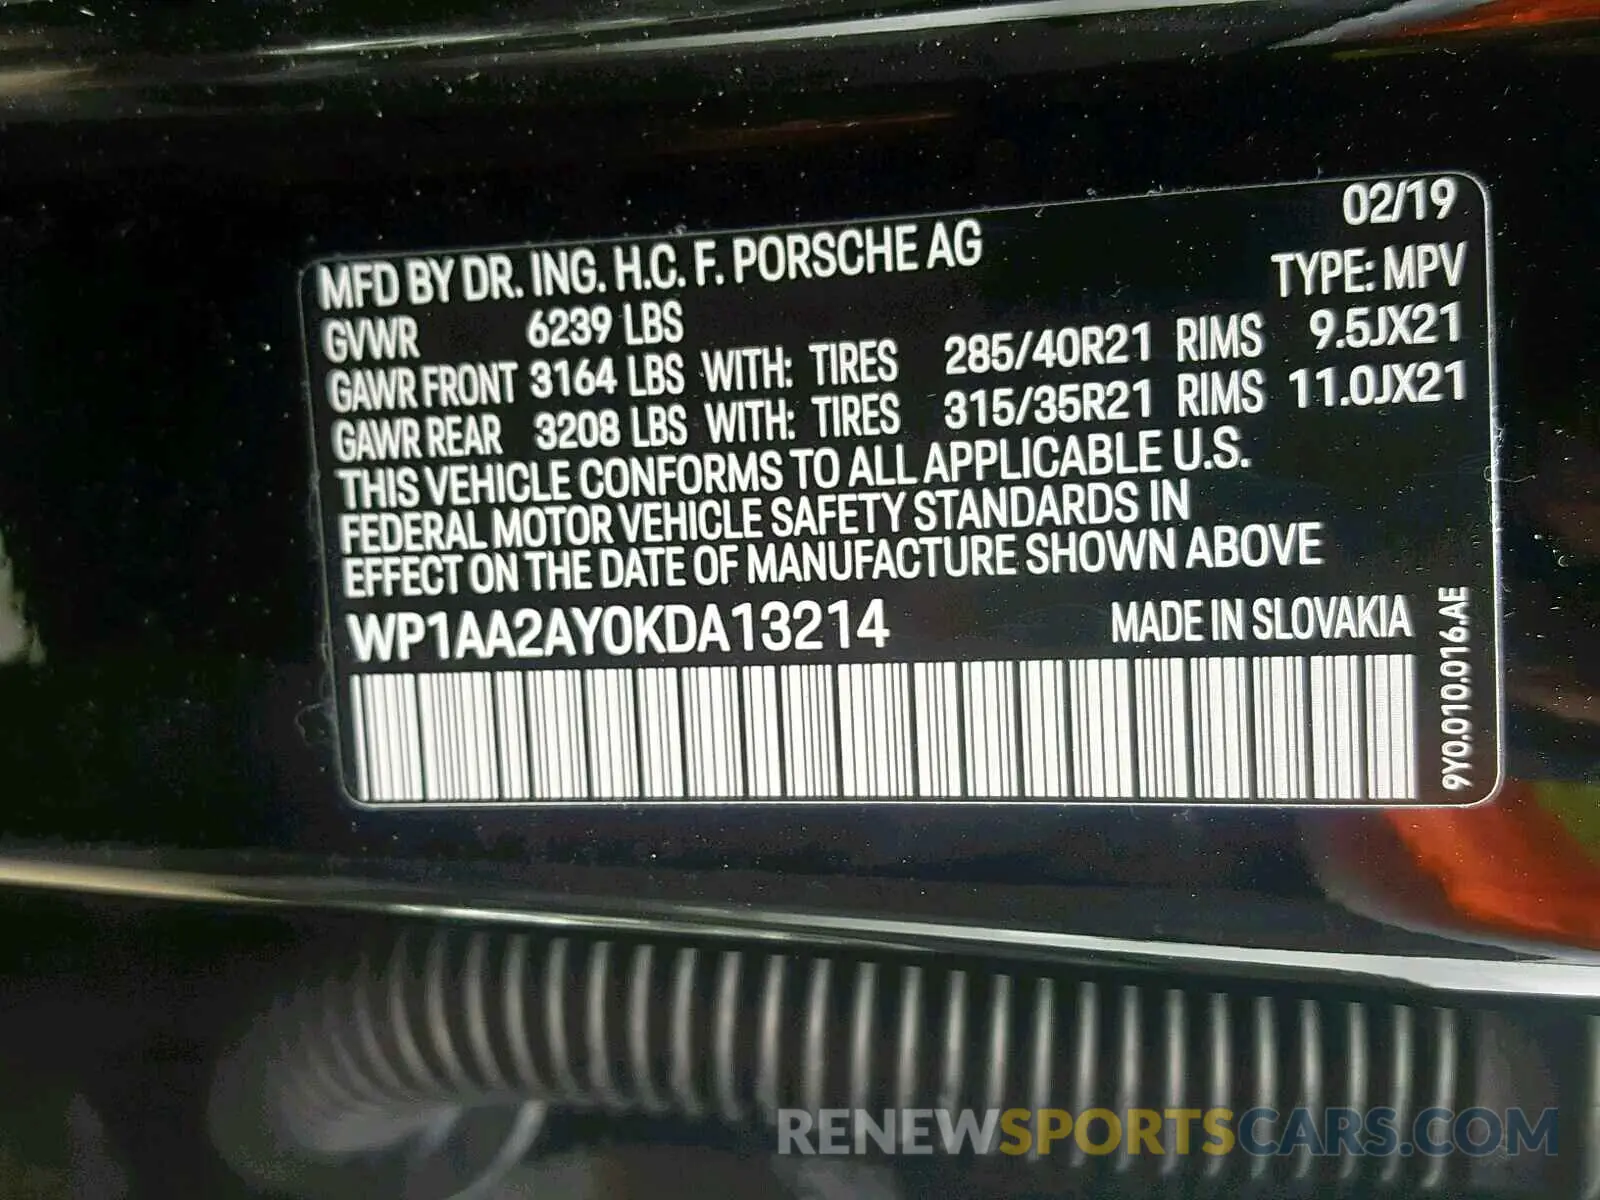 02/19
MFD BY DR. ING. H.C. F. PORSCHE AG TYPE: MPV
GVWR 6239 LBS
GAWR FRONT 3164 LBS WITH: TIRES 285/40R21 RIMS 9.5JX21
GAWR REAR 3208 LBS WITH: TIRES 315/35R21 RIMS 11.0JX21
THIS VEHICLE CONFORMS TO ALL APPLICABLE U.S.
FEDERAL MOTOR VEHICLE SAFETY STANDARDS IN
EFFECT ON THE DATE OF MANUFACTURE SHOWN ABOVE
WP1AA2AY0KDA13214 MADE IN SLOVAKIA
9Y0.010.016.AE
RENEWSPORTSCARS.COM